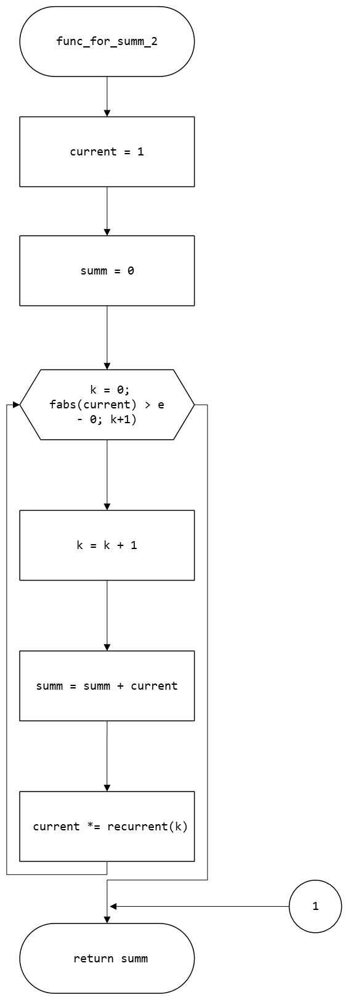 func_for_summ_2
current = 1
summ = 0
k = 0;
fabs(current) > e
- 0; k+1)
k = k + 1
summ = summ + current
current *= recurrent(k)
1
return summ